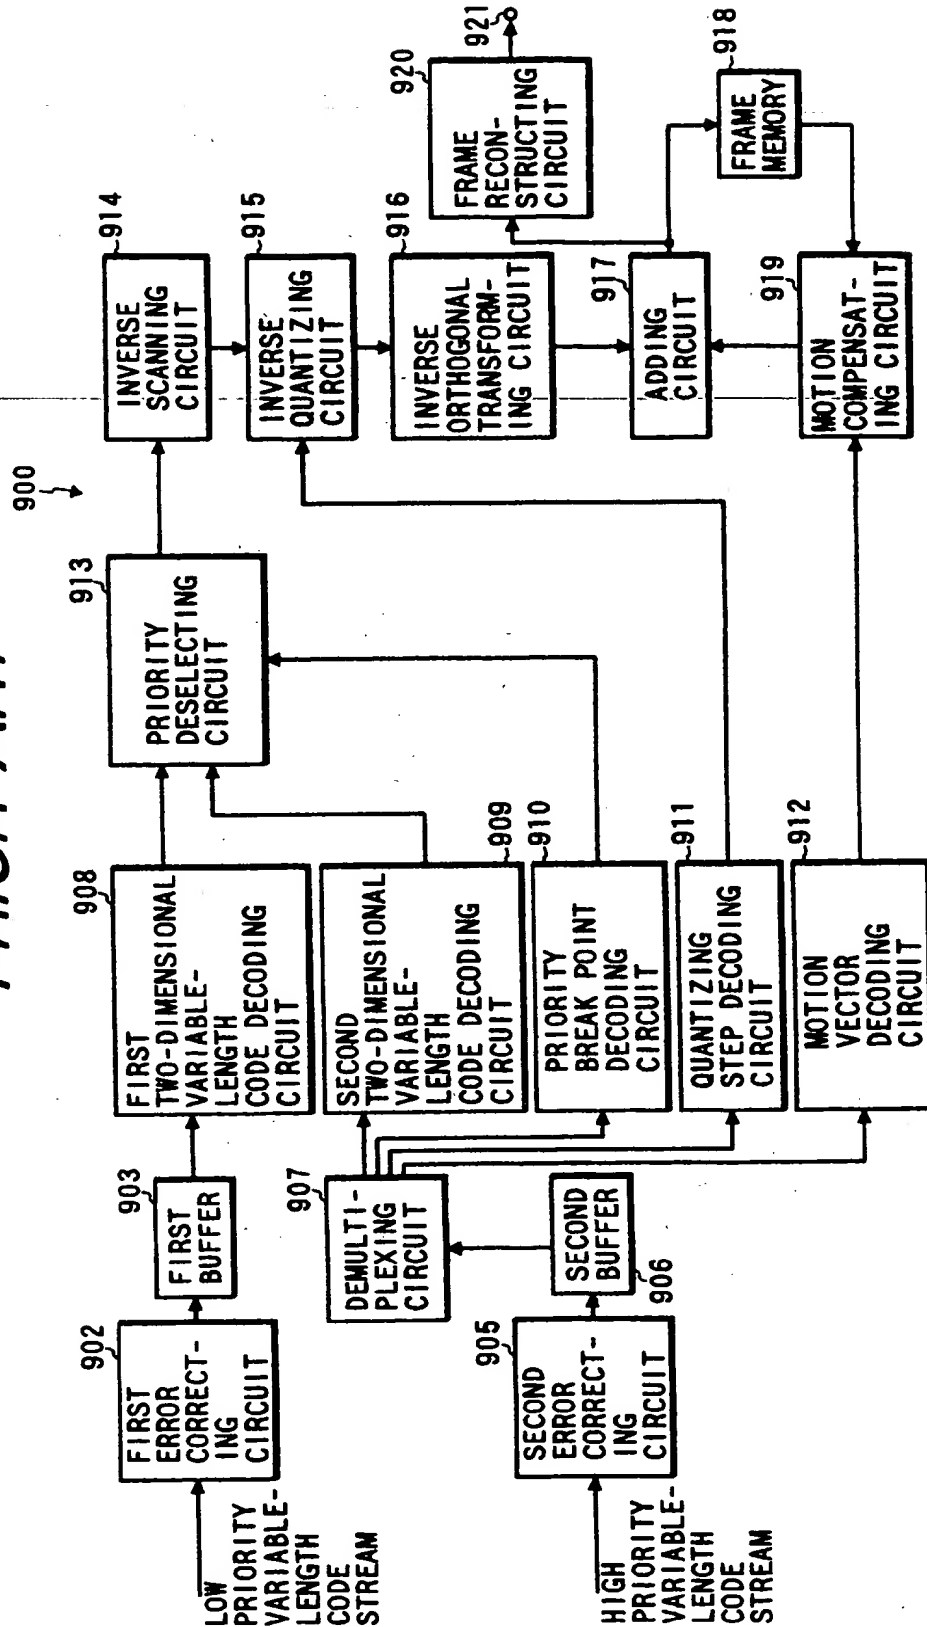 900
LOW
PRIORITY
VARIABLE-
LENGTH
CODE
STREAM
902
FIRST
ERROR
CORRECT-
ING
CIRCUIT
903
FIRST
BUFFER
908
FIRST
TWO-DIMENSIONAL
VARIABLE-
LENGTH
CODE DECODING
CIRCUIT
913
PRIORITY
DESELECTING
CIRCUIT
914
INVERSE
SCANNING
CIRCUIT
915
INVERSE
QUANTIZING
CIRCUIT
916
INVERSE
ORTHOGONAL
TRANSFORM-
ING CIRCUIT
917
ADDING
CIRCUIT
920
FRAME
RECON-
STRUCTING
CIRCUIT
921
918
FRAME
MEMORY
919
MOTION
COMPENSAT-
ING CIRCUIT
HIGH
PRIORITY
VARIABLE-
LENGTH
CODE
STREAM
905
SECOND
ERROR
CORRECT-
ING
CIRCUIT
SECOND
BUFFER
906
907
DEMULTI-
PLEXING
CIRCUIT
SECOND
TWO-DIMENSIONAL
VARIABLE-
LENGTH
CODE DECODING
CIRCUIT
909
910
PRIORITY
BREAK POINT
DECODING
CIRCUIT
911
QUANTIZING
STEP DECODING
CIRCUIT
912
MOTION
VECTOR
DECODING
CIRCUIT